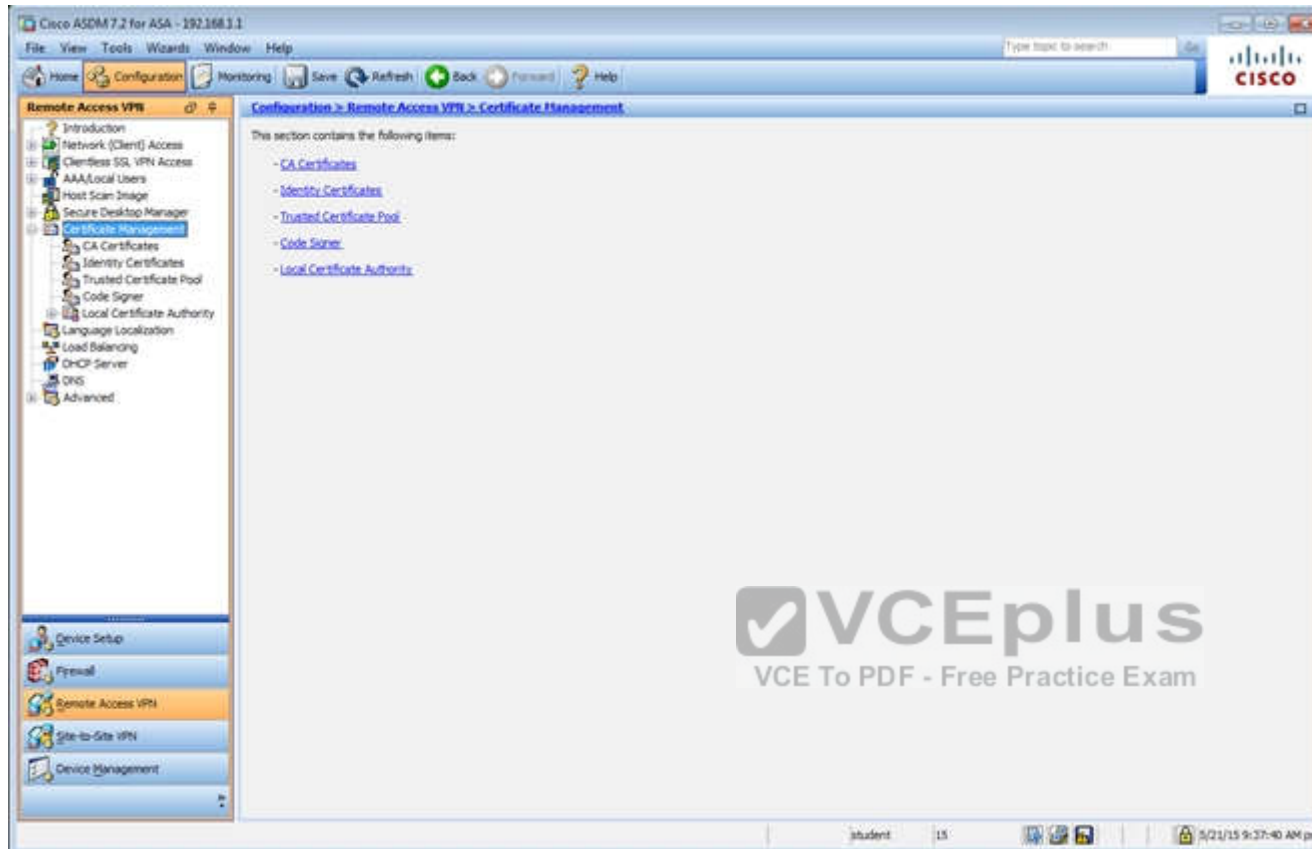 Cisco ASDM 7.2 for ASA - 192.168.1.1
File View Tools Wizards Window Help
Type topic to search Go
Home Configuration Monitoring Save Refresh Back Forward Help
CISCO
Remote Access VPN
Configuration > Remote Access VPN > Certificate Management
Introduction
Network (Client) Access
Clientless SSL VPN Access
AAA/Local Users
Host Scan Image
Secure Desktop Manager
Certificate Management
CA Certificates
Identity Certificates
Trusted Certificate Pool
Code Signer
Local Certificate Authority
Language Localization
Load Balancing
DHCP Server
DNS
Advanced
This section contains the following items:
- CA Certificates
- Identity Certificates
- Trusted Certificate Pool
- Code Signer
- Local Certificate Authority
VCEplus
VCE To PDF - Free Practice Exam
Device Setup
Firewall
Remote Access VPN
Site-to-Site VPN
Device Management
student 15 5/21/15 9:37:40 AM p